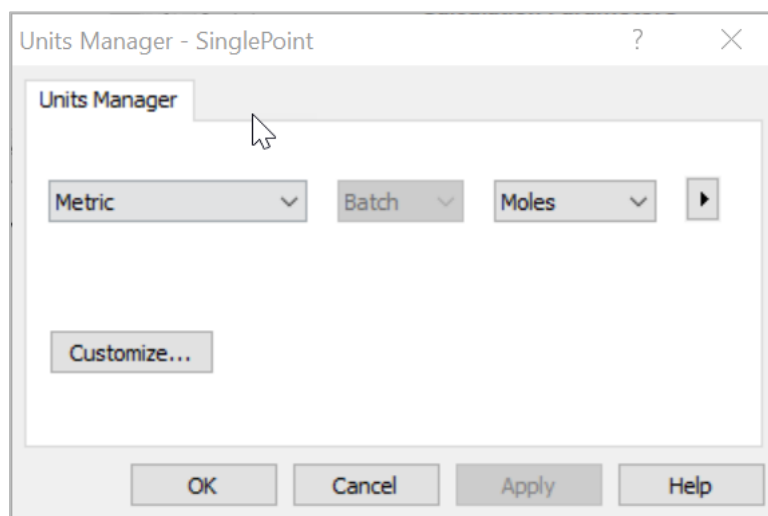 Units Manager - SinglePoint ?
Units Manager
Metric Batch Moles
Customize...
OK Cancel Apply Help